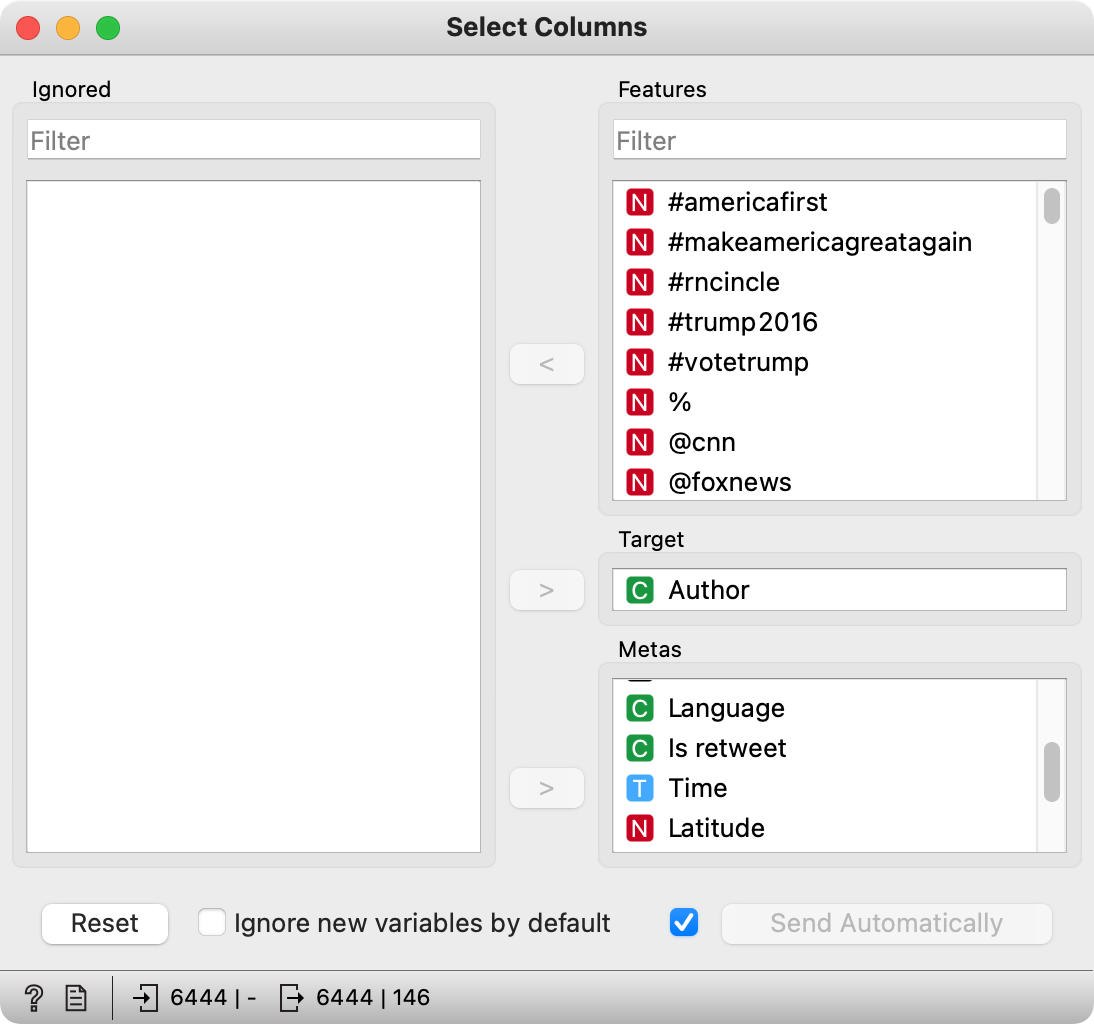 Select Columns
Ignored
Filter
Features
Filter
N #americafirst
N #makeamericagreatagain
N #rncincle
N #trump2016
N #votetrump
N %
N @cnn
N @foxnews
<
Target
C Author
>
Metas
C Language
C Is retweet
T Time
N Latitude
>
Reset
Ignore new variables by default
Send Automatically
? 6444 | - 6444 | 146